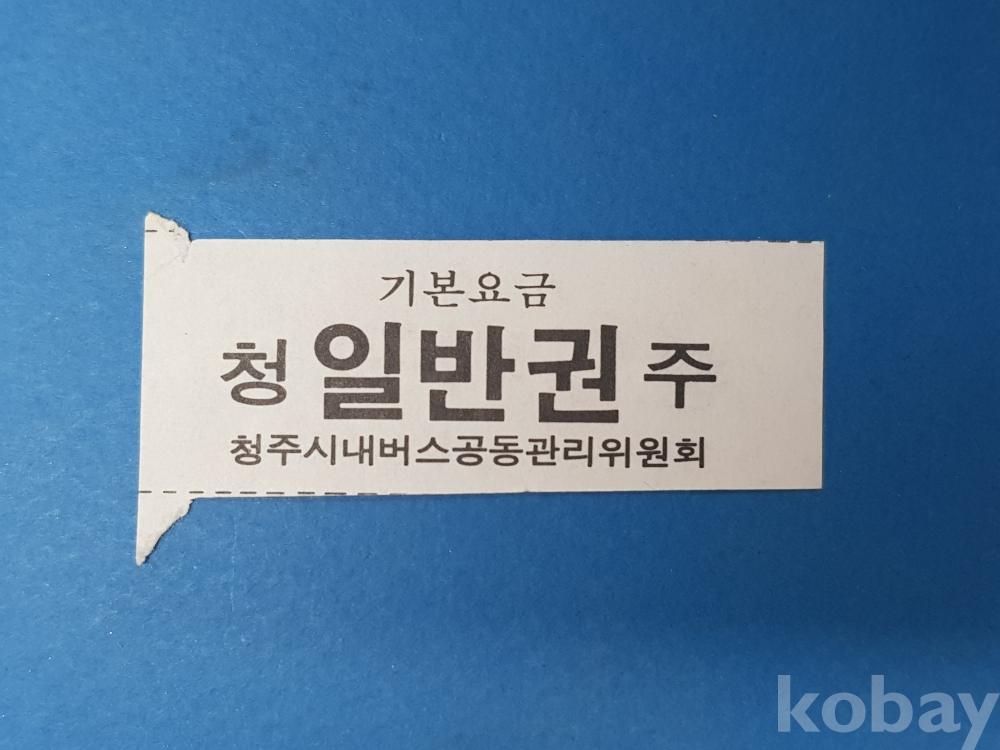 기본요금
청 일반권 주
청주시내버스공동관리위원회
kobay